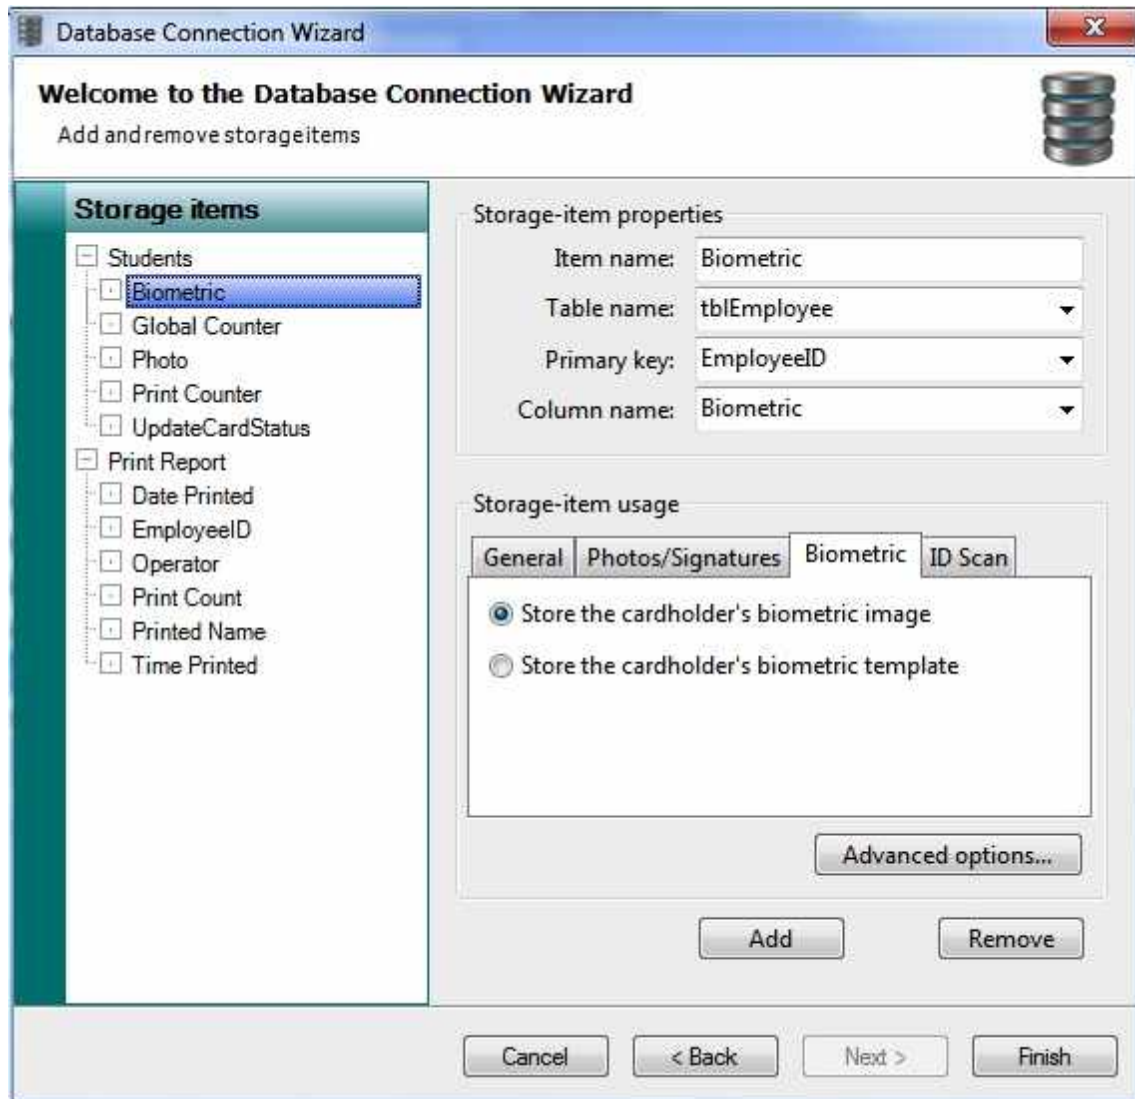 Database Connection Wizard
Welcome to the Database Connection Wizard
Add and remove storage items
Storage items
Students
Biometric
Global Counter
Photo
Print Counter
UpdateCardStatus
Print Report
Date Printed
EmployeeID
Operator
Print Count
Printed Name
Time Printed
Storage-item properties
Item name: Biometric
Table name: tblEmployee
Primary key: EmployeeID
Column name: Biometric
Storage-item usage
General Photos/Signatures Biometric ID Scan
Store the cardholder's biometric image
Store the cardholder's biometric template
Advanced options...
Add Remove
Cancel < Back Next > Finish